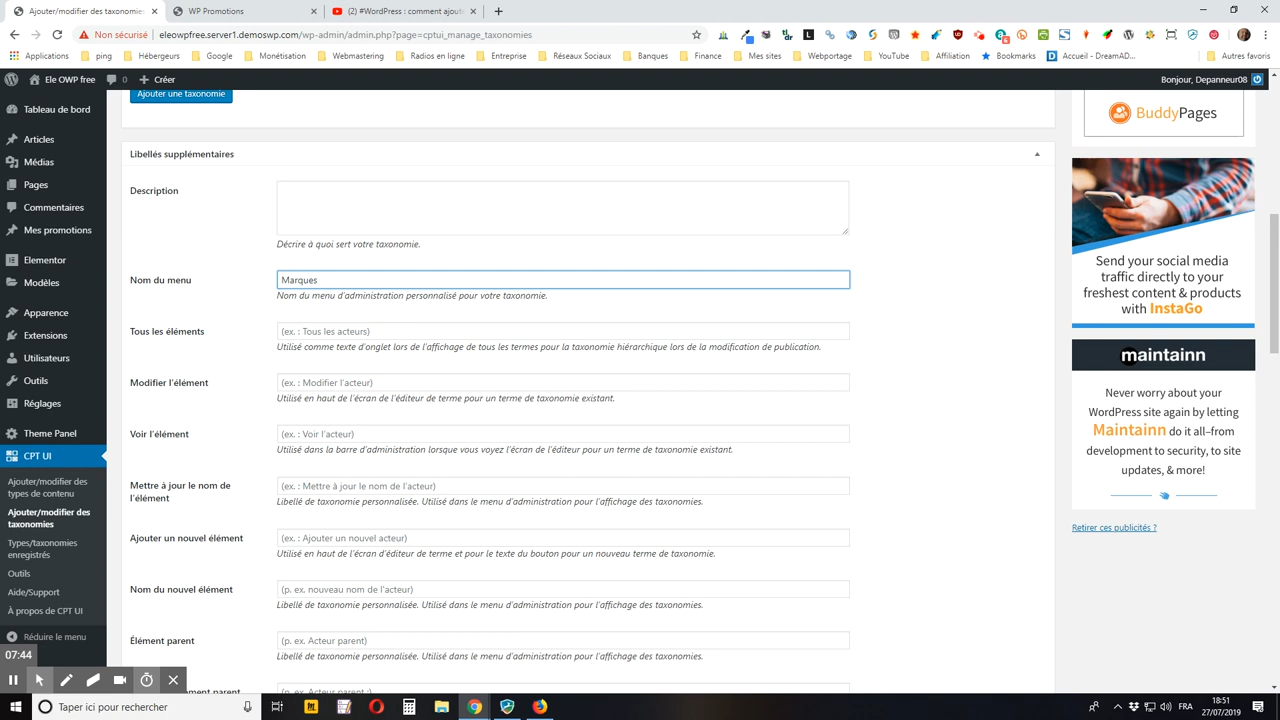 Ajouter/modifier des taxonomies
WP Promotions
(2) #WordPress : comment ajoute
Non sécurisé
eleowpfree.server1.demoswp.com/wp-admin/admin.php?page=cptui_manage_taxonomies
Applications
ping
Hébergeurs
Google
Monétisation
Webmastering
Radios en ligne
Entreprise
Réseaux Sociaux
Banques
Finance
Mes sites
Webportage
YouTube
Affiliation
Bookmarks
Accueil - DreamAD...
Autres favoris
Ele OWP free
0
Créer
Bonjour, Depanneur08
Tableau de bord
Articles
Médias
Pages
Commentaires
Mes promotions
Elementor
Modèles
Apparence
Extensions
Utilisateurs
Outils
Réglages
Theme Panel
CPT UI
Ajouter/modifier des
types de contenu
Ajouter/modifier des
taxonomies
Types/taxonomies
enregistrés
Outils
Aide/Support
À propos de CPT UI
Réduire le menu
07:44
Ajouter une taxonomie
Libellés supplémentaires
Description
Décrire à quoi sert votre taxonomie.
Nom du menu
Marques
Nom du menu d'administration personnalisé pour votre taxonomie.
Tous les éléments
(ex. : Tous les acteurs)
Utilisé comme texte d'onglet lors de l'affichage de tous les termes pour la taxonomie hiérarchique lors de la modification de publication.
Modifier l'élément
(ex. : Modifier l'acteur)
Utilisé en haut de l'écran de l'éditeur de terme pour un terme de taxonomie existant.
Voir l'élément
(ex. : Voir l'acteur)
Utilisé dans la barre d'administration lorsque vous voyez l'écran de l'éditeur pour un terme de taxonomie existant.
Mettre à jour le nom de
l'élément
(ex. : Mettre à jour le nom de l'acteur)
Libellé de taxonomie personnalisée. Utilisé dans le menu d'administration pour l'affichage des taxonomies.
Ajouter un nouvel élément
(ex. : Ajouter un nouvel acteur)
Utilisé en haut de l'écran d'éditeur de terme et pour le texte du bouton pour un nouveau terme de taxonomie.
Nom du nouvel élément
(p. ex. nouveau nom de l'acteur)
Libellé de taxonomie personnalisée. Utilisé dans le menu d'administration pour l'affichage des taxonomies.
Élément parent
(p. ex. Acteur parent)
Libellé de taxonomie personnalisée. Utilisé dans le menu d'administration pour l'affichage des taxonomies.
parent
(p. ex. Acteur parent :)
BuddyPages
Send your social media
traffic directly to your
freshest content & products
with InstaGo
maintainn
Never worry about your
WordPress site again by letting
Maintainn do it all–from
development to security, to site
updates, & more!
Retirer ces publicités ?
Taper ici pour rechercher
FRA
18:51
27/07/2019